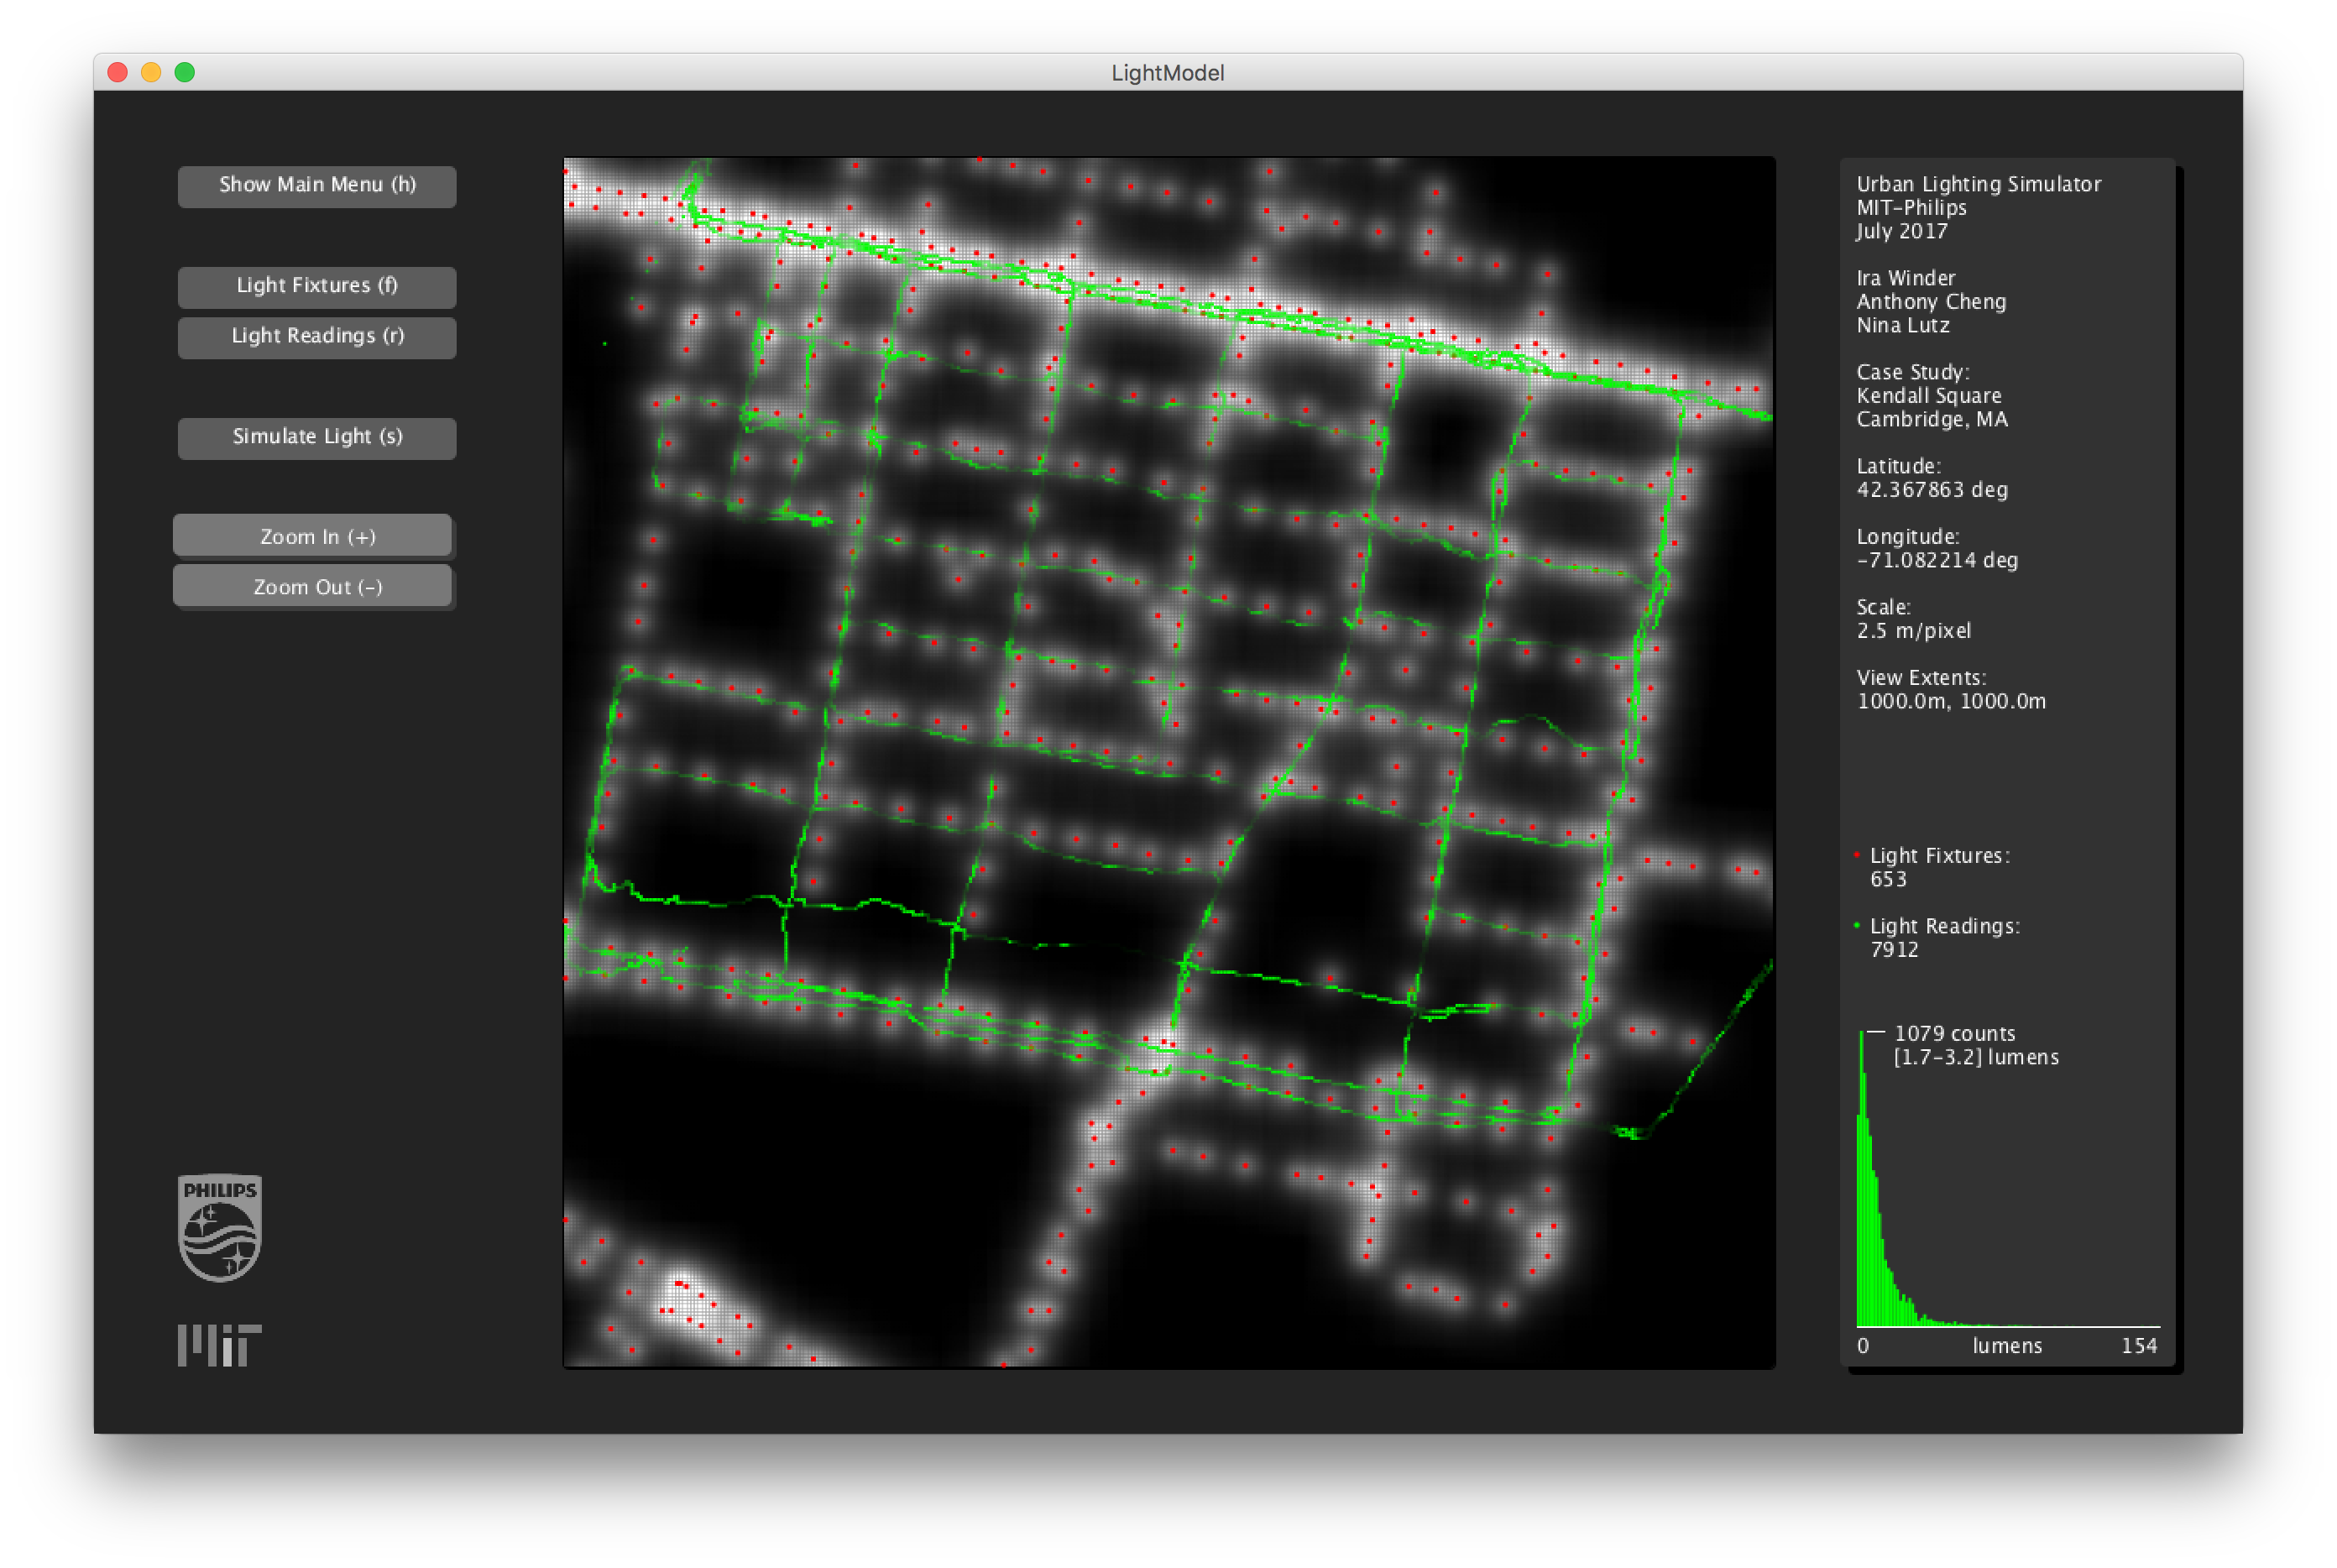 LightModel
Show Main Menu (h)
Light Fixtures (f)
Light Readings (r)
Simulate Light (s)
Zoom In (+)
Zoom Out (-)
PHILIPS
MIT
Urban Lighting Simulator
MIT-Philips
July 2017
Ira Winder
Anthony Cheng
Nina Lutz
Case Study:
Kendall Square
Cambridge, MA
Latitude:
42.367863 deg
Longitude:
-71.082214 deg
Scale:
2.5 m/pixel
View Extents:
1000.0m, 1000.0m
Light Fixtures:
653
Light Readings:
7912
1079 counts
[1.7-3.2] lumens
0 lumens 154